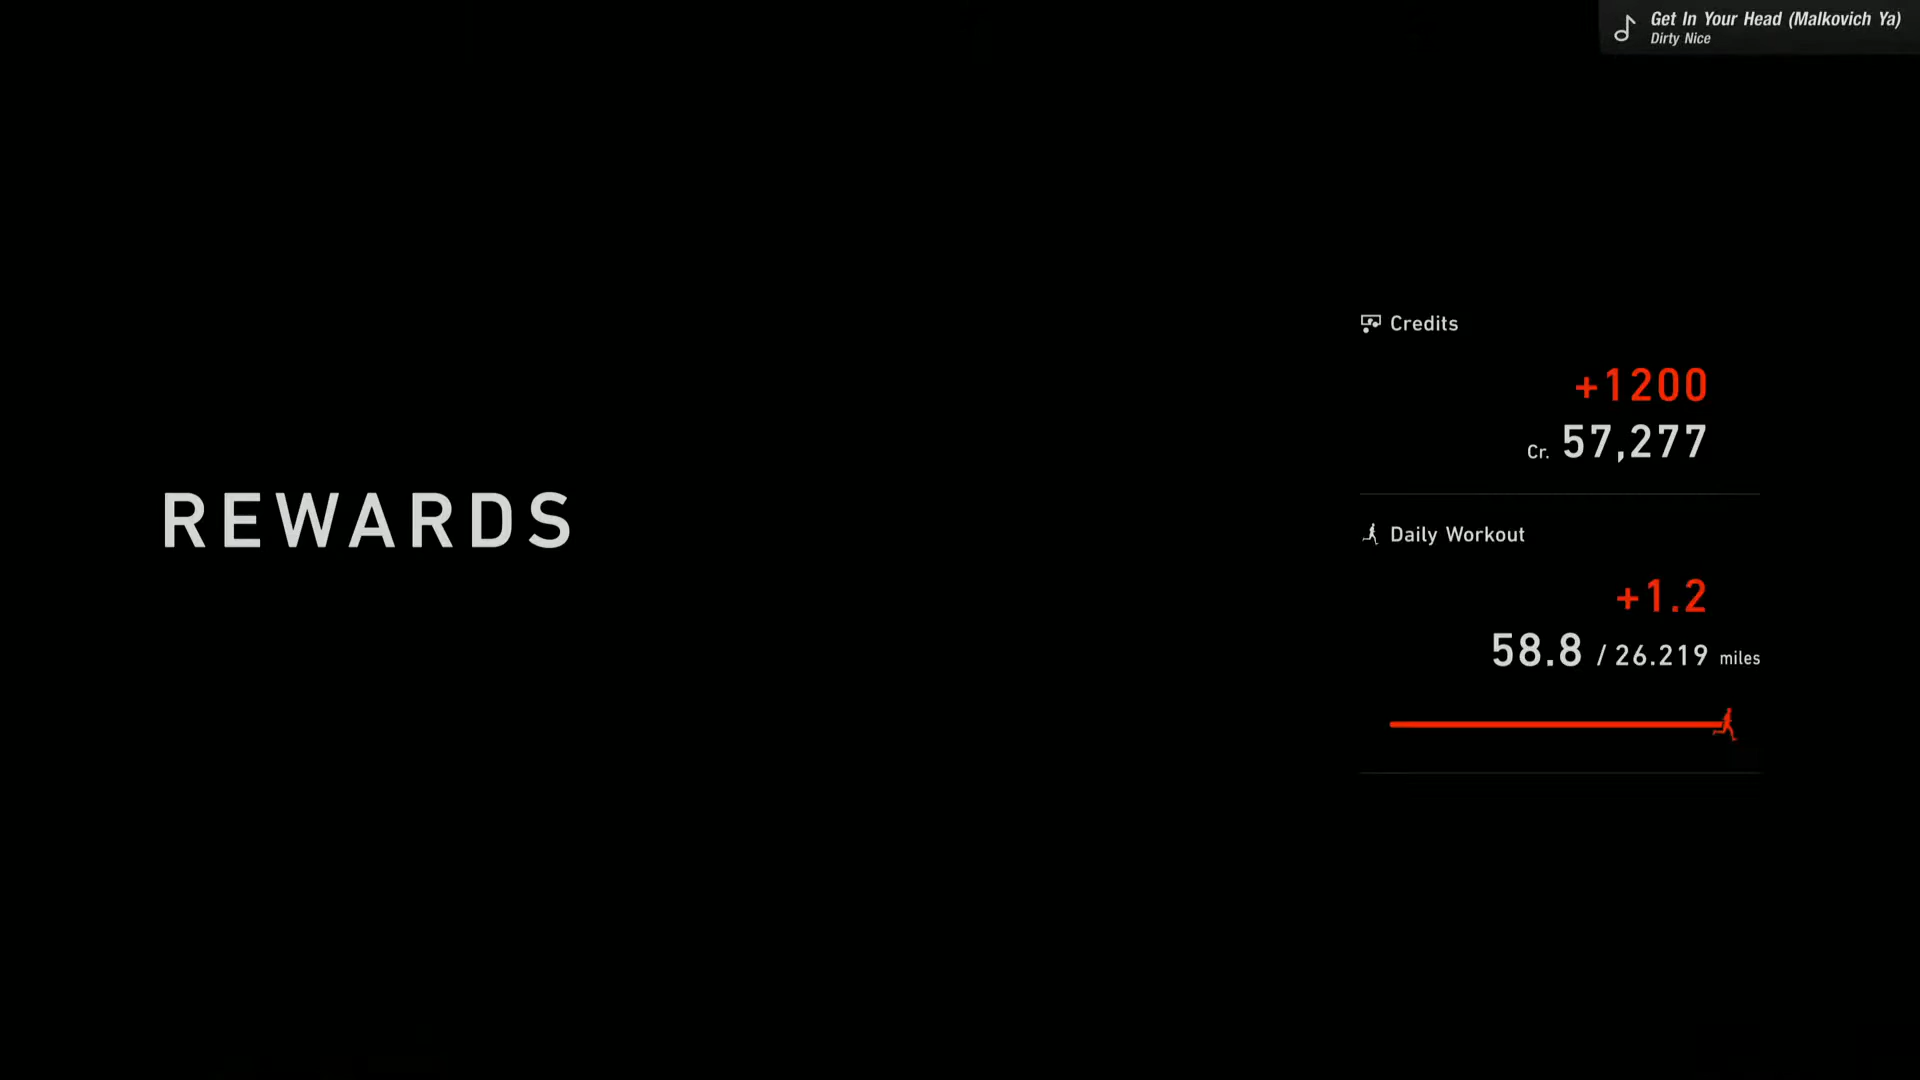 Get In Your Head (Malkovich Ya)
Dirty Nice
REWARDS
Credits
+1200
Cr. 57,277
Daily Workout
+1.2
58.8 / 26.219 miles